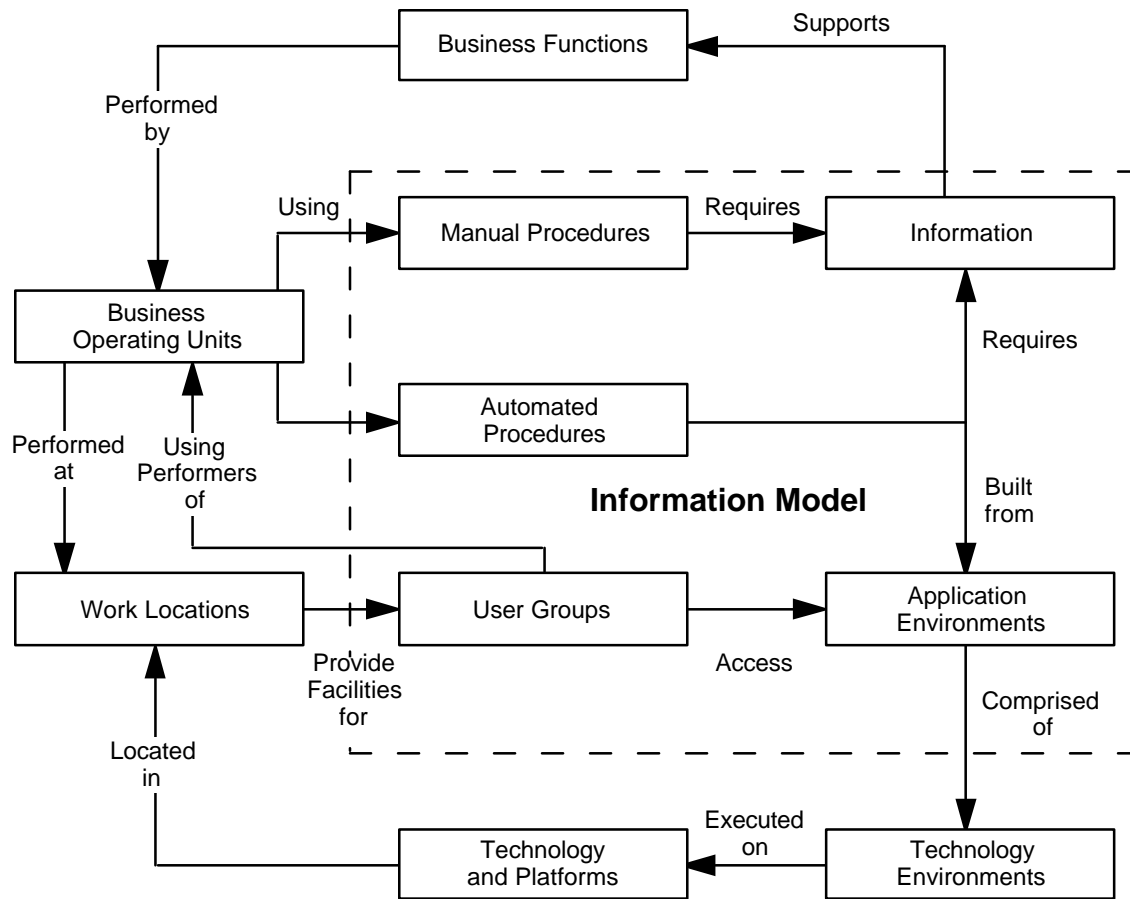 Business Functions
Supports
Performed
by
Using
Manual Procedures
Requires
Information
Business
Operating Units
Requires
Automated
Procedures
Performed
at
Using
Performers
of
Information Model
Built
from
Work Locations
User Groups
Application
Environments
Provide
Facilities
for
Access
Comprised
of
Located
in
Executed
on
Technology
and Platforms
Technology
Environments